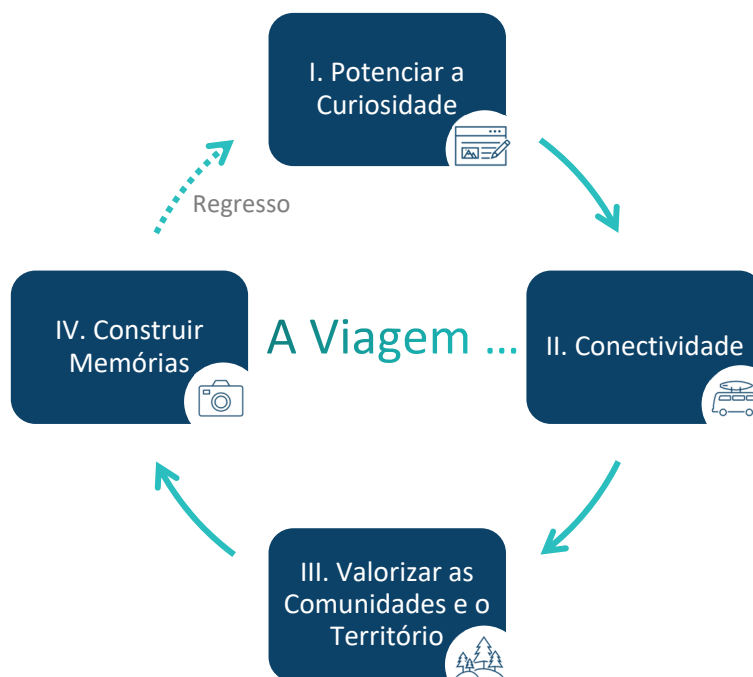 I. Potenciar a
Curiosidade
Regresso
IV. Construir
Memórias
A Viagem ...
II. Conectividade
III. Valorizar as
Comunidades e o
Território